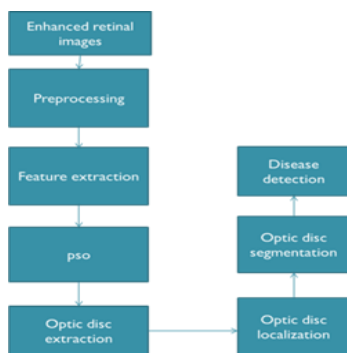 Enhanced retinal
images
Preprocessing
Feature extraction
pso
Optic disc
extraction
Optic disc
localization
Optic disc
segmentation
Disease
detection